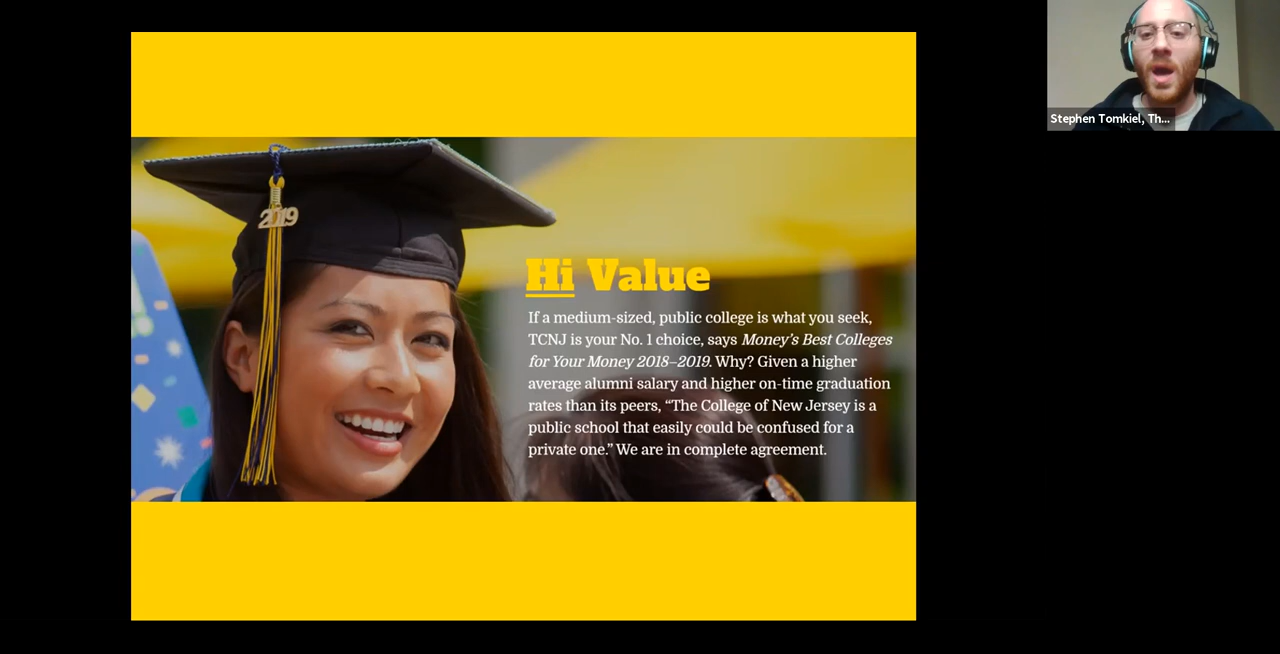 Stephen Tomkiel, Th...
2019
Hi Value
If a medium-sized, public college is what you seek,
TCNJ is your No. 1 choice, says Money’s Best Colleges
for Your Money 2018–2019. Why? Given a higher
average alumni salary and higher on-time graduation
rates than its peers, “The College of New Jersey is a
public school that easily could be confused for a
private one.” We are in complete agreement.